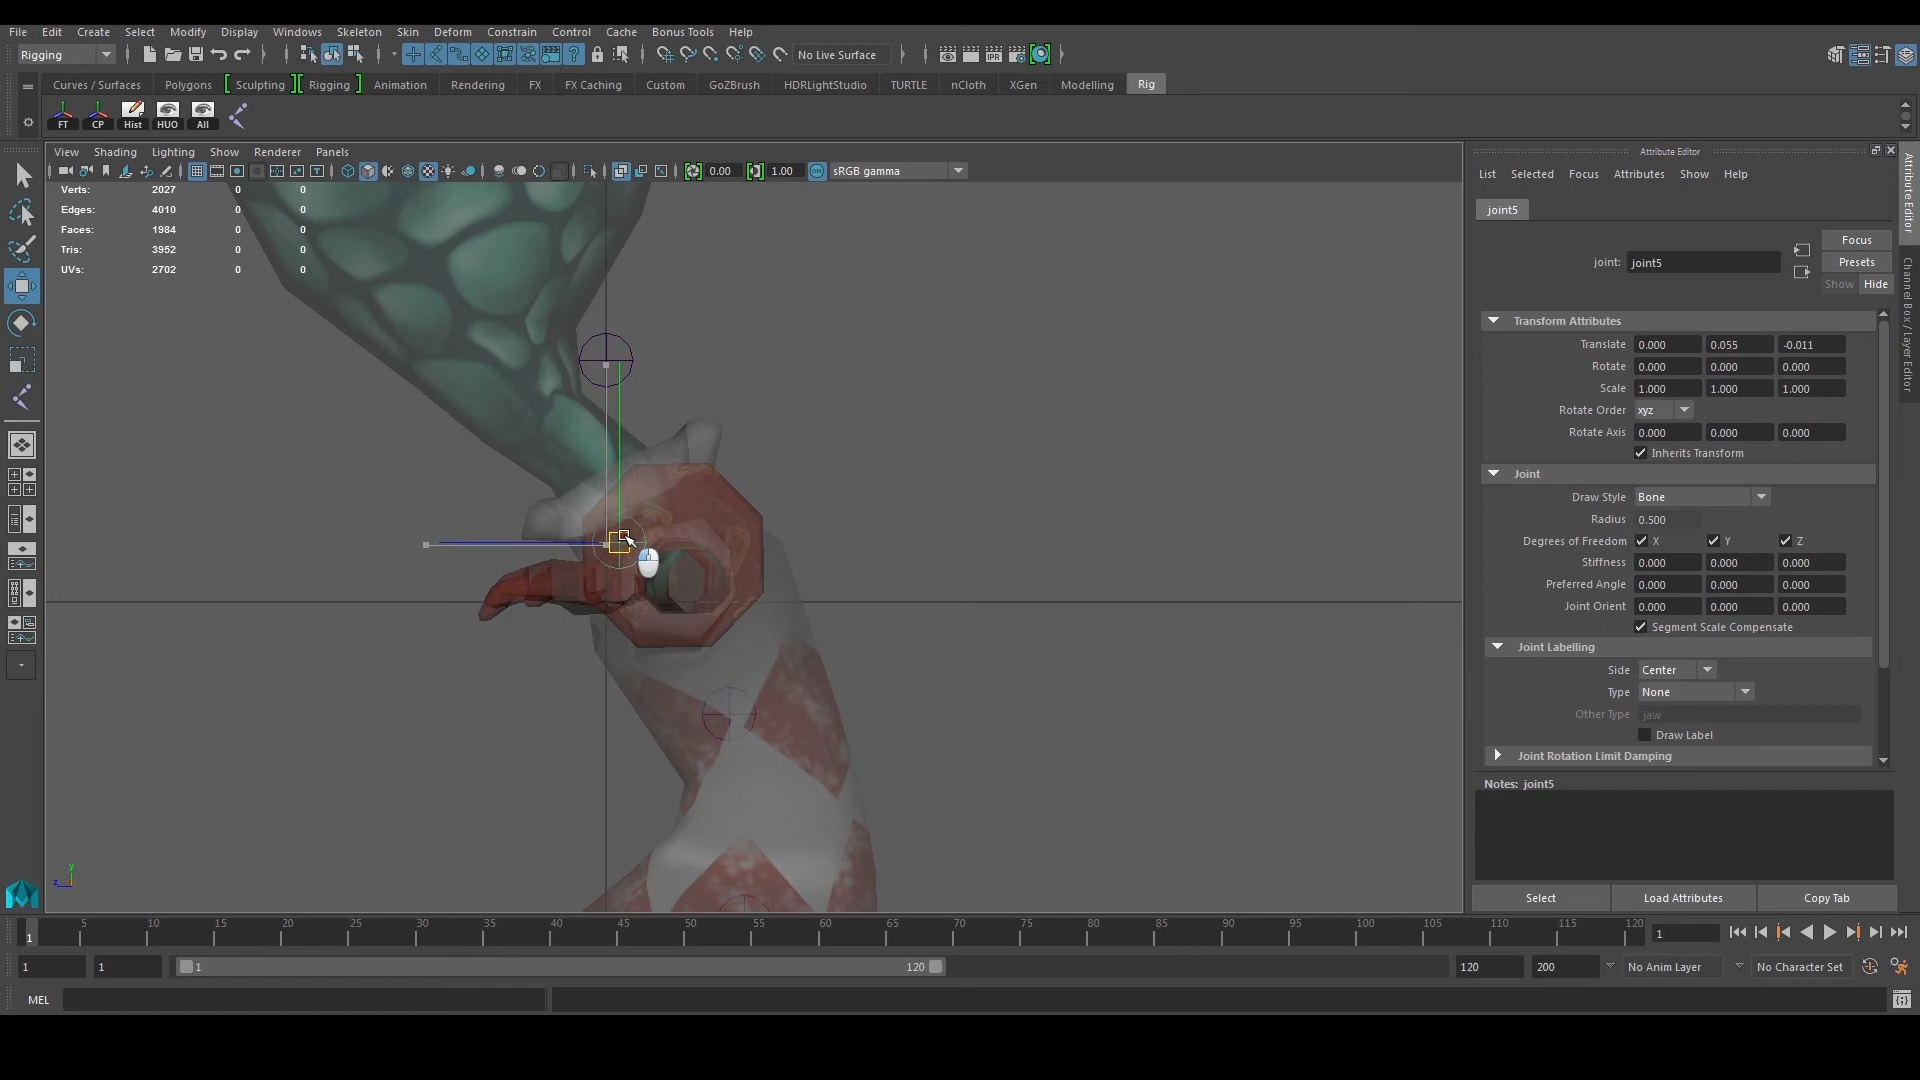 File Edit Create Select Modify Display Windows Skeleton Skin Deform Constrain Control Cache Bonus Tools Help
Rigging No Live Surface
Curves / Surfaces Polygons Sculpting Rigging Animation Rendering FX FX Caching Custom GoZBrush HDRLightStudio TURTLE nCloth XGen Modelling Rig
FT CP Hist HUO All
View Shading Lighting Show Renderer Panels
0.00 1.00 ON sRGB gamma
Verts: 2027 0 0
Edges: 4010 0 0
Faces: 1984 0 0
Tris: 3952 0 0
UVs: 2702 0 0
y
z
Attribute Editor
List Selected Focus Attributes Show Help
joint5
Focus
joint: joint5
Presets
Show Hide
Transform Attributes
Translate 0.000 0.055 -0.011
Rotate 0.000 0.000 0.000
Scale 1.000 1.000 1.000
Rotate Order xyz
Rotate Axis 0.000 0.000 0.000
Inherits Transform
Joint
Draw Style Bone
Radius 0.500
Degrees of Freedom X Y Z
Stiffness 0.000 0.000 0.000
Preferred Angle 0.000 0.000 0.000
Joint Orient 0.000 0.000 0.000
Segment Scale Compensate
Joint Labelling
Side Center
Type None
Other Type jaw
Draw Label
Joint Rotation Limit Damping
Notes: joint5
Select Load Attributes Copy Tab
Attribute Editor
Channel Box / Layer Editor
1 5 10 15 20 25 30 35 40 45 50 55 60 65 70 75 80 85 90 95 100 105 110 115 120 1
1 1 1 120 120 200 No Anim Layer No Character Set
MEL